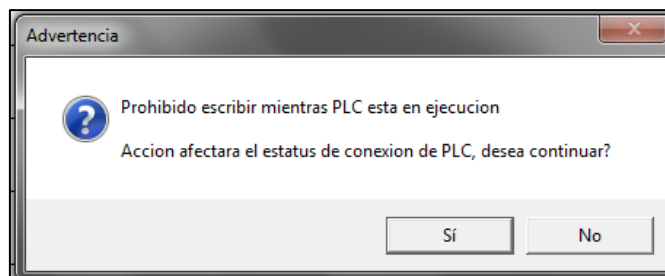 Advertencia
Prohibido escribir mientras PLC esta en ejecucion
Accion afectara el estatus de conexion de PLC, desea continuar?
Sí
No